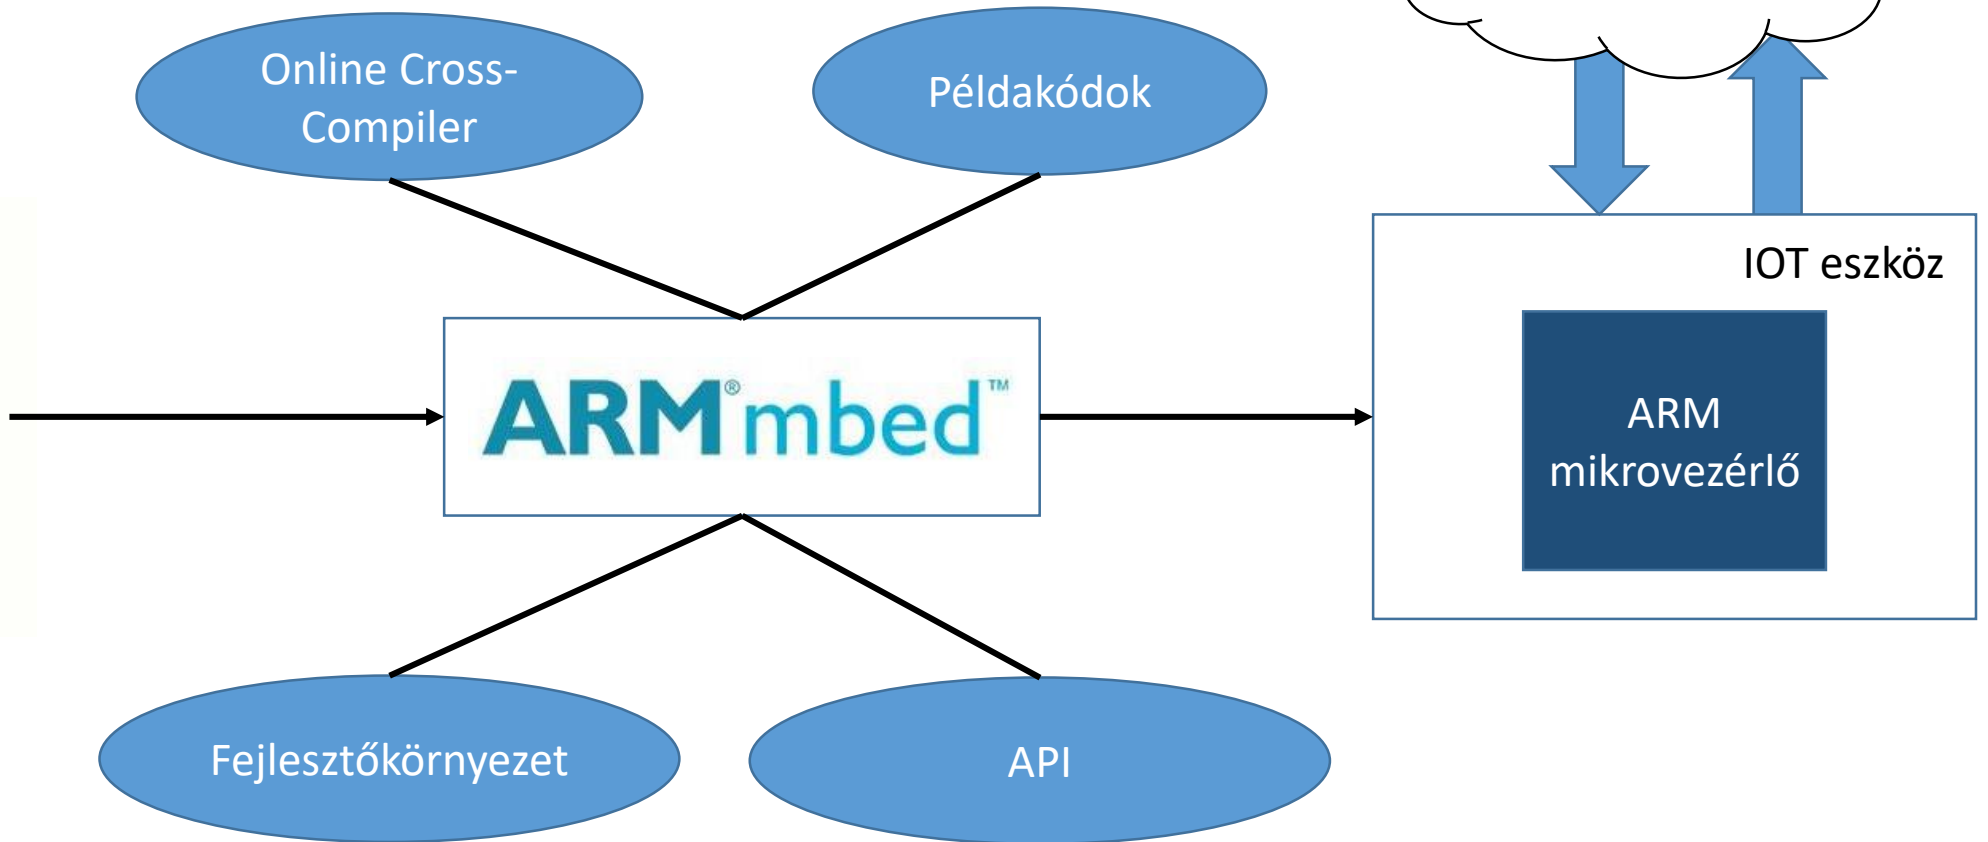 Online Cross-
Compiler
Példakódok
IOT eszköz
ARM® mbed™
ARM
mikrovezérlő
Fejlesztőkörnyezet
API